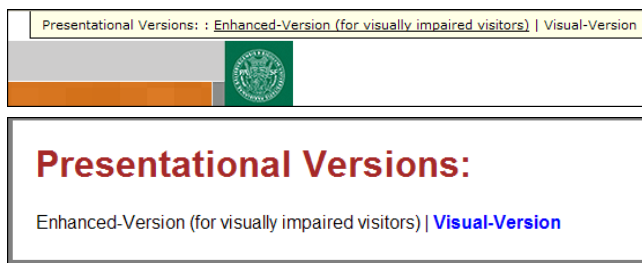 Presentational Versions: : Enhanced-Version (for visually impaired visitors) | Visual-Version
Presentational Versions:
Enhanced-Version (for visually impaired visitors) | Visual-Version